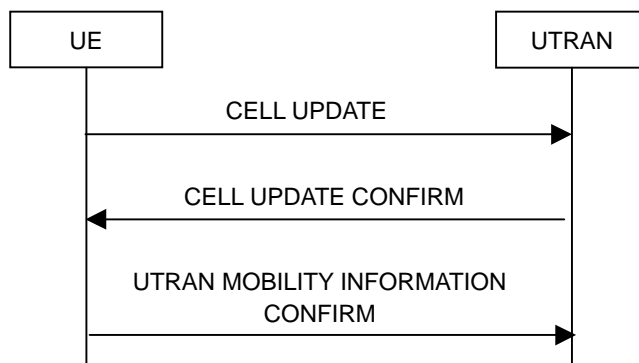 UE
UTRAN
CELL UPDATE
CELL UPDATE CONFIRM
UTRAN MOBILITY INFORMATION
CONFIRM